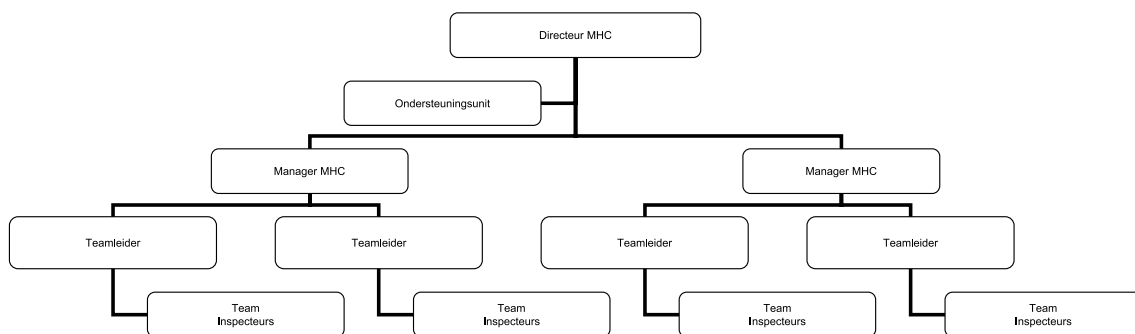 Directeur MHC
Ondersteuningsunit
Manager MHC
Manager MHC
Teamleider
Teamleider
Teamleider
Teamleider
Team
Inspecteurs
Team
Inspecteurs
Team
Inspecteurs
Team
Inspecteurs